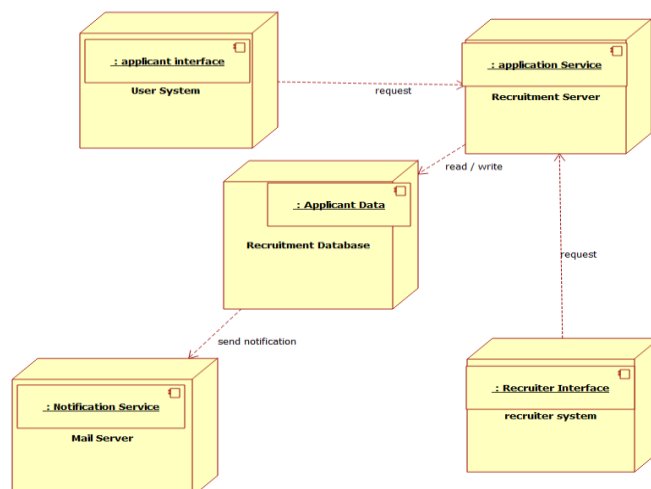 : applicant interface
User System
: application Service
Recruitment Server
request
read / write
: Applicant Data
Recruitment Database
request
send notification
: Notification Service
Mail Server
: Recruiter Interface
recruiter system